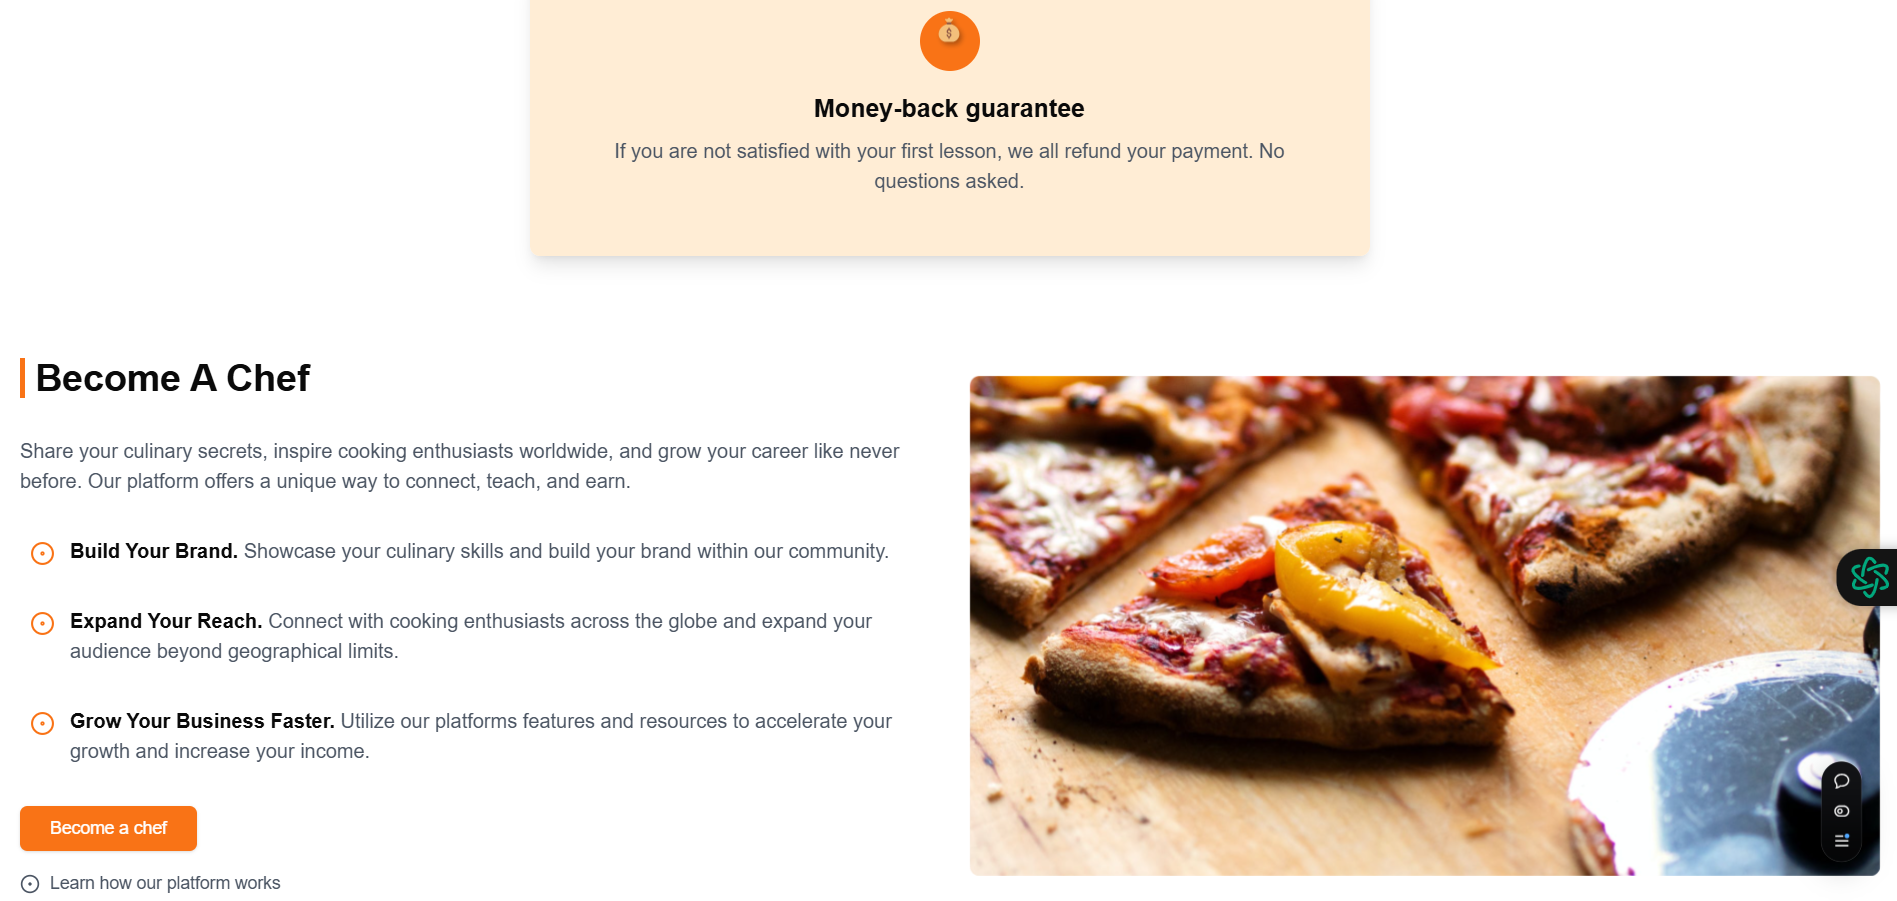 Money-back guarantee
If you are not satisfied with your first lesson, we all refund your payment. No
questions asked.
Become A Chef
Share your culinary secrets, inspire cooking enthusiasts worldwide, and grow your career like never
before. Our platform offers a unique way to connect, teach, and earn.
Build Your Brand. Showcase your culinary skills and build your brand within our community.
Expand Your Reach. Connect with cooking enthusiasts across the globe and expand your
audience beyond geographical limits.
Grow Your Business Faster. Utilize our platforms features and resources to accelerate your
growth and increase your income.
Become a chef
Learn how our platform works